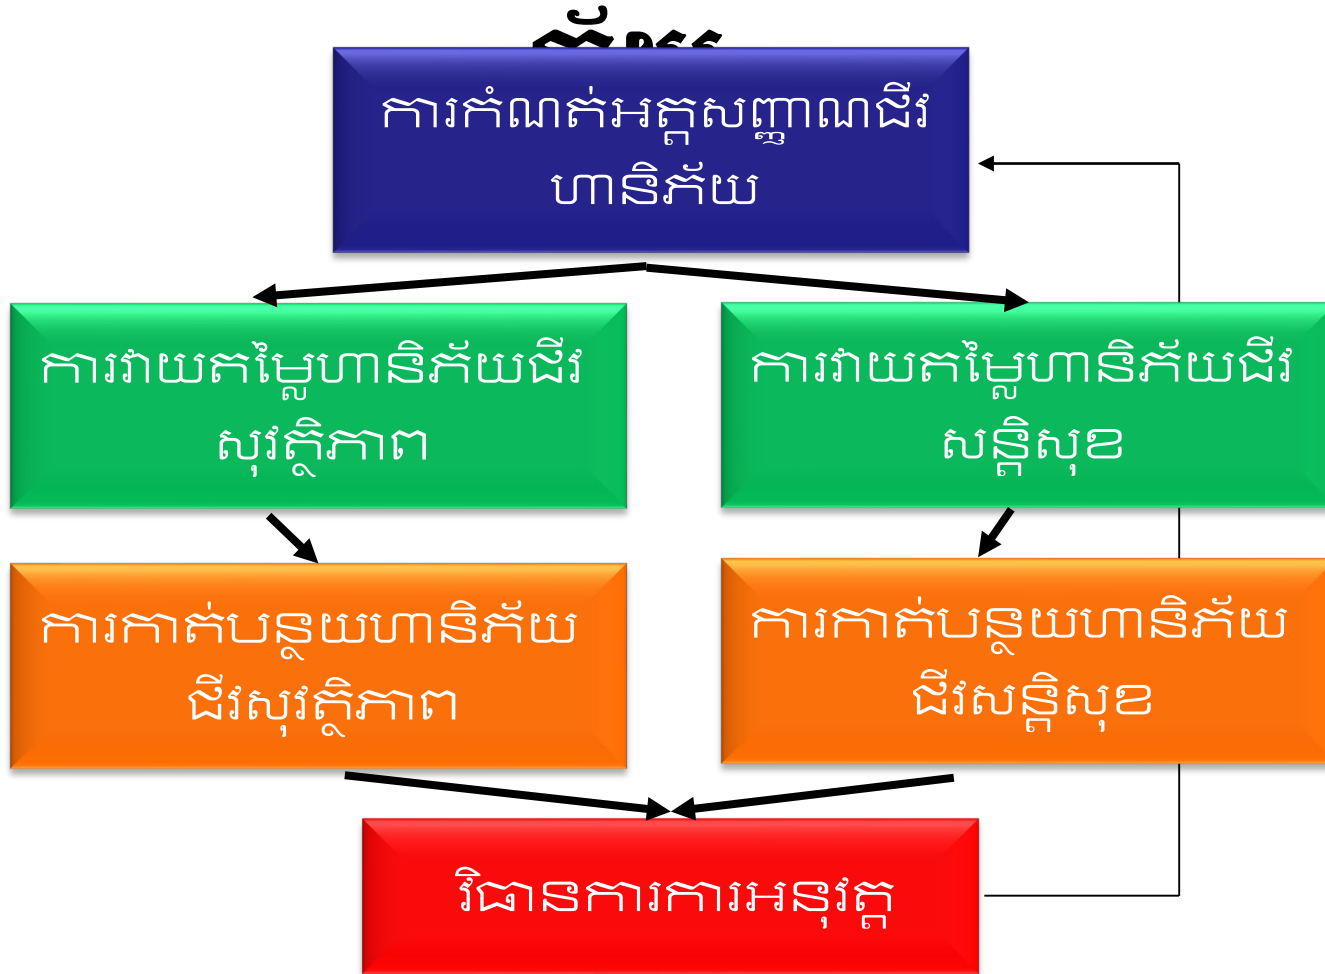 ការកំណត់អត្តសញ្ញាណជីវ
ហានិភ័យ
ការវាយតម្លៃហានិភ័យជីវ
សុវត្ថិភាព
ការវាយតម្លៃហានិភ័យជីវ
សន្តិសុខ
ការកាត់បន្ថយហានិភ័យ
ជីវសុវត្ថិភាព
ការកាត់បន្ថយហានិភ័យ
ជីវសន្តិសុខ
វិធានការការអនុវត្ត